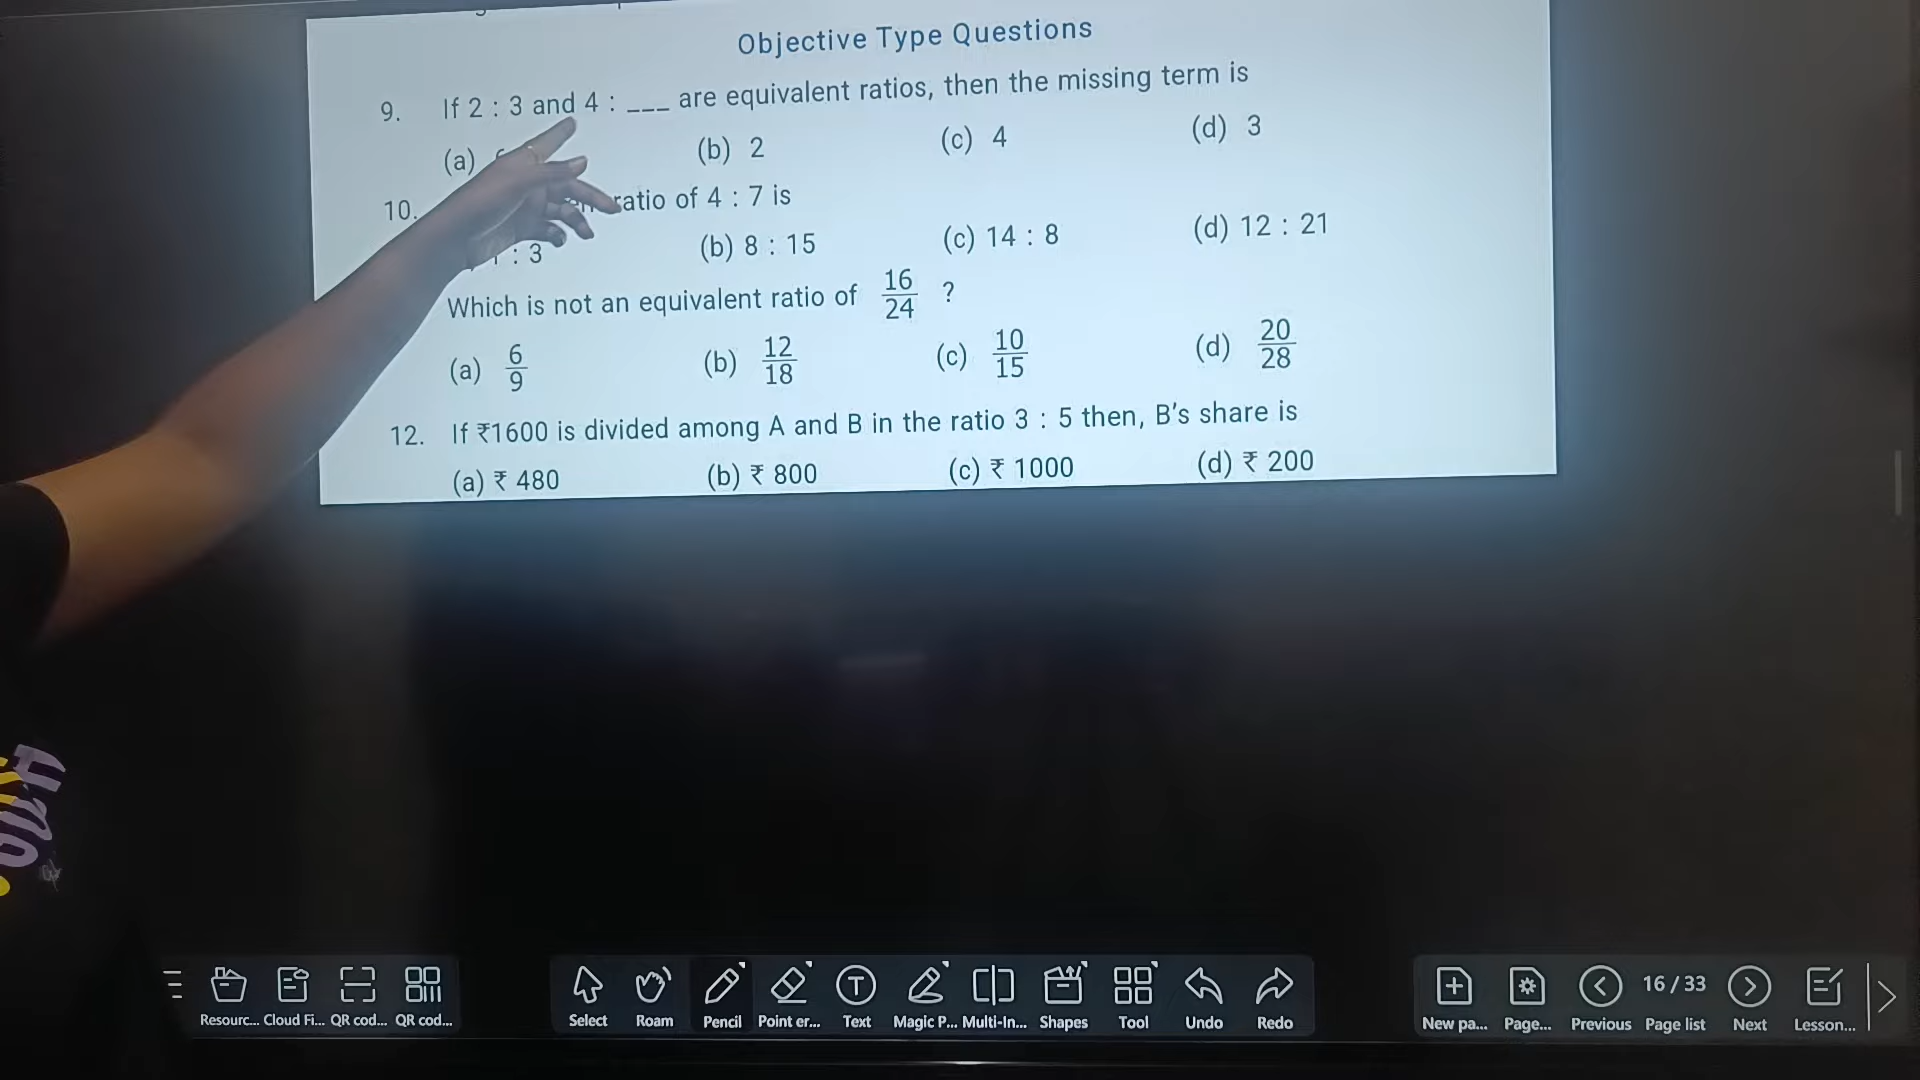 Objective Type Questions
9. If 2 : 3 and 4 : ___ are equivalent ratios, then the missing term is
(a) (b) 2 (c) 4 (d) 3
10. ratio of 4 : 7 is
: 3 (b) 8 : 15 (c) 14 : 8 (d) 12 : 21
Which is not an equivalent ratio of 16/24 ?
(a) 6/9 (b) 12/18 (c) 10/15 (d) 20/28
12. If ₹1600 is divided among A and B in the ratio 3 : 5 then, B's share is
(a) ₹ 480 (b) ₹ 800 (c) ₹ 1000 (d) ₹ 200
Resourc... Cloud Fi... QR cod... QR cod... Select Roam Pencil Point er... Text Magic P... Multi-In... Shapes Tool Undo Redo New pa... Page... Previous 16 / 33 Page list Next Lesson...